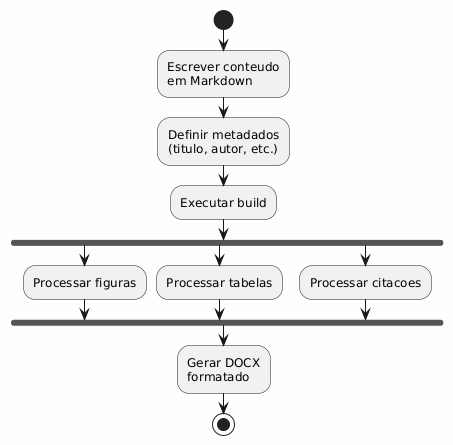 Escrever conteudo
em Markdown
Definir metadados
(titulo, autor, etc.)
Executar build
Processar figuras
Processar tabelas
Processar citacoes
Gerar DOCX
formatado